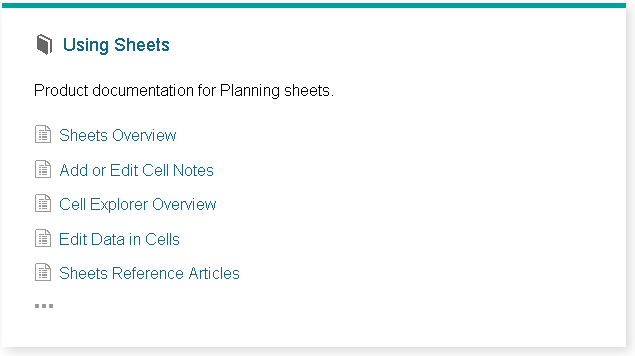 Using Sheets
Product documentation for Planning sheets.
Sheets Overview
Add or Edit Cell Notes
Cell Explorer Overview
Edit Data in Cells
Sheets Reference Articles
...